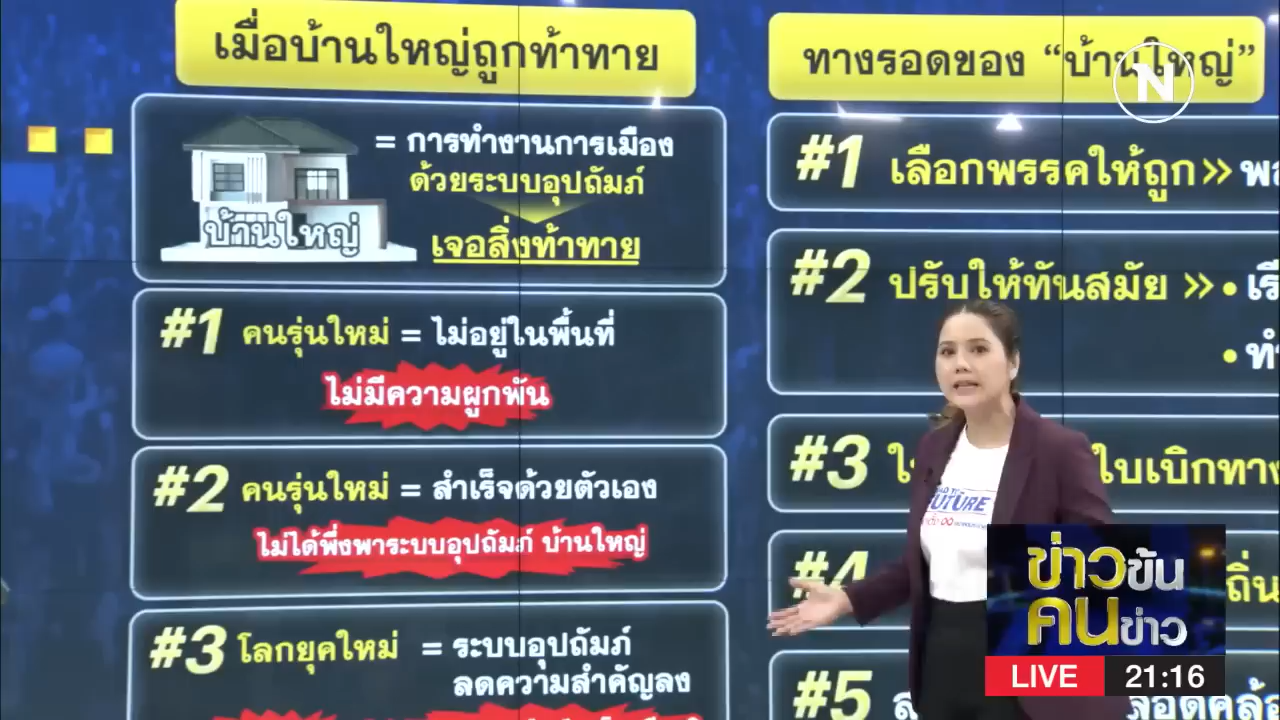 เมื่อบ้านใหญ่ถูกท้าทาย
บ้านใหญ่
= การทำงานการเมือง
ด้วยระบบอุปถัมภ์
เจอสิ่งท้าทาย
#1 คนรุ่นใหม่ = ไม่อยู่ในพื้นที่
ไม่มีความผูกพัน
#2 คนรุ่นใหม่ = สำเร็จด้วยตัวเอง
ไม่ได้พึ่งพาระบบอุปถัมภ์ บ้านใหญ่
#3 โลกยุคใหม่ = ระบบอุปถัมภ์
ลดความสำคัญลง
ทางรอดของ “บ้านใหญ่”
N
#1 เลือกพรรคให้ถูก »
#2 ปรับให้ทันสมัย » •
•
#3 ใบเบิกทาง
#4
#5
FUTURE
ข่าวข้น
คนข่าว
LIVE 21:16